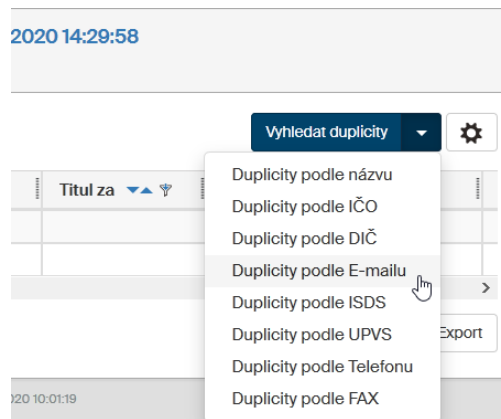 2020 14:29:58
Vyhledat duplicity
Titul za
Duplicity podle názvu
Duplicity podle IČO
Duplicity podle DIČ
Duplicity podle E-mailu
Duplicity podle ISDS
Duplicity podle UPVS
Export
Duplicity podle Telefonu
020 10:01:19
Duplicity podle FAX